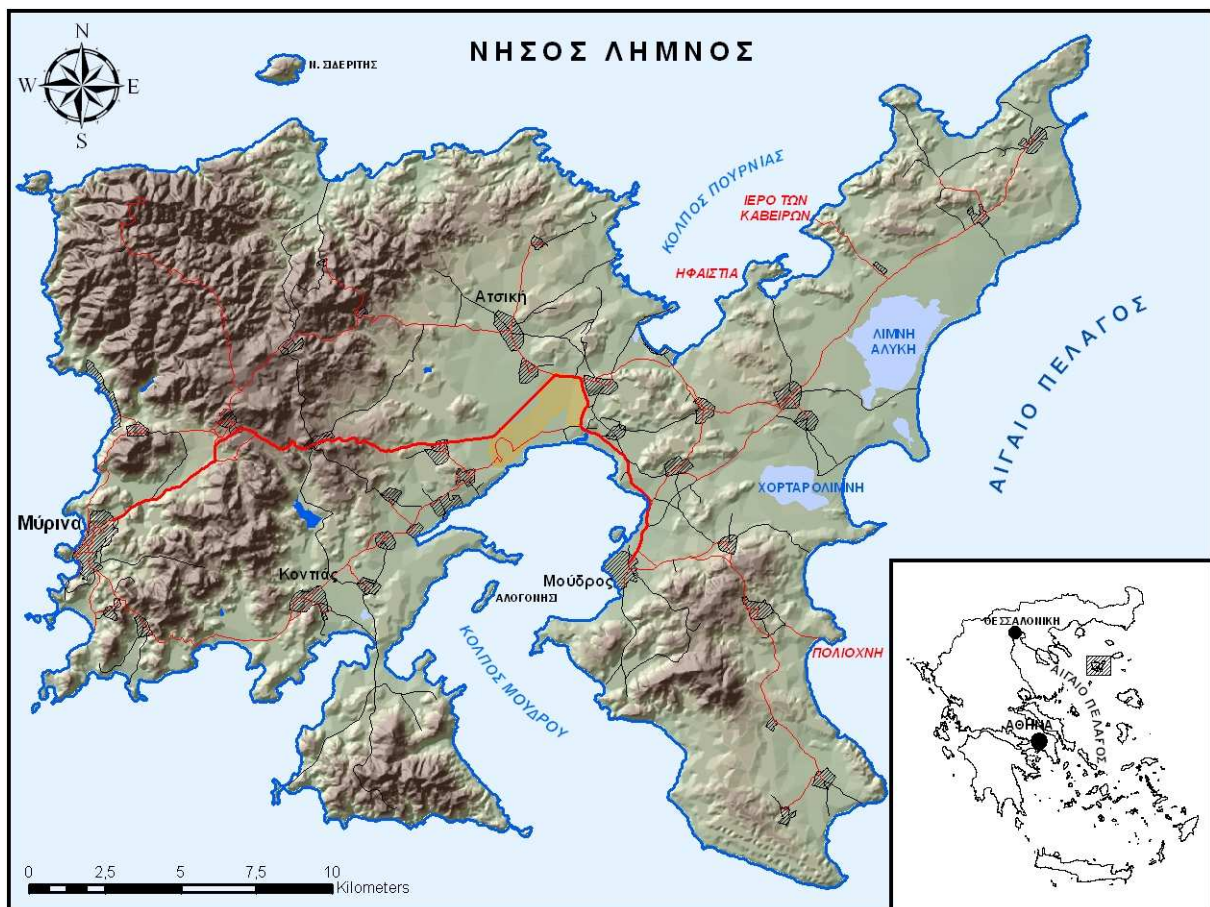 ΝΗΣΟΣ ΛΗΜΝΟΣ
N
W E
S
Ν. ΣΙΔΕΡΙΤΗΣ
ΚΟΛΠΟΣ ΠΟΥΡΝΙΑΣ
ΙΕΡΟ ΤΩΝ
ΚΑΒΕΙΡΩΝ
ΗΦΑΙΣΤΙΑ
Ατσική
ΛΙΜΝΗ
ΑΛΥΚΗ
ΑΙΓΑΙΟ ΠΕΛΑΓΟΣ
ΧΟΡΤΑΡΟΛΙΜΝΗ
Μύρινα
Κοντιάς
Μούδρος
ΑΛΟΓΟΝΗΣΙ
ΚΟΛΠΟΣ ΜΟΥΔΡΟΥ
ΠΟΛΙΟΧΝΗ
ΘΕΣΣΑΛΟΝΙΚΗ
ΑΙΓΑΙΟ ΠΕΛΑΓΟΣ
ΑΘΗΝΑ
0 2,5 5 7,5 10
Kilometers